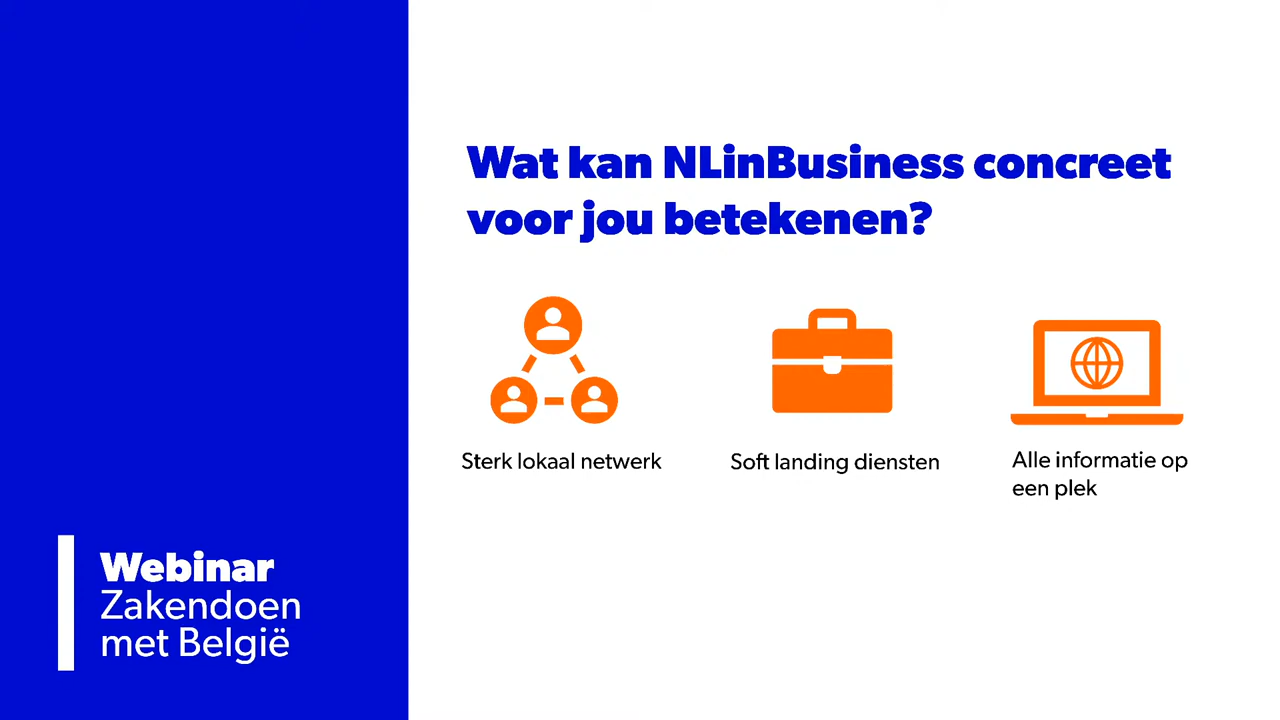 Wat kan NLinBusiness concreet
voor jou betekenen?
Sterk lokaal netwerk
Soft landing diensten
Alle informatie op
een plek
Webinar
Zakendoen
met België